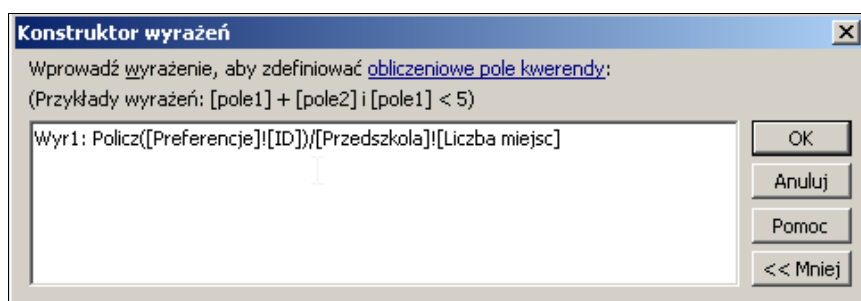 Konstruktor wyrażeń
Wprowadź wyrażenie, aby zdefiniować obliczeniowe pole kwerendy:
(Przykłady wyrażeń: [pole1] + [pole2] i [pole1] < 5)
Wyr1: Policz([Preferencje]![ID])/[Przedszkola]![Liczba miejsc]
OK
Anuluj
Pomoc
<< Mniej